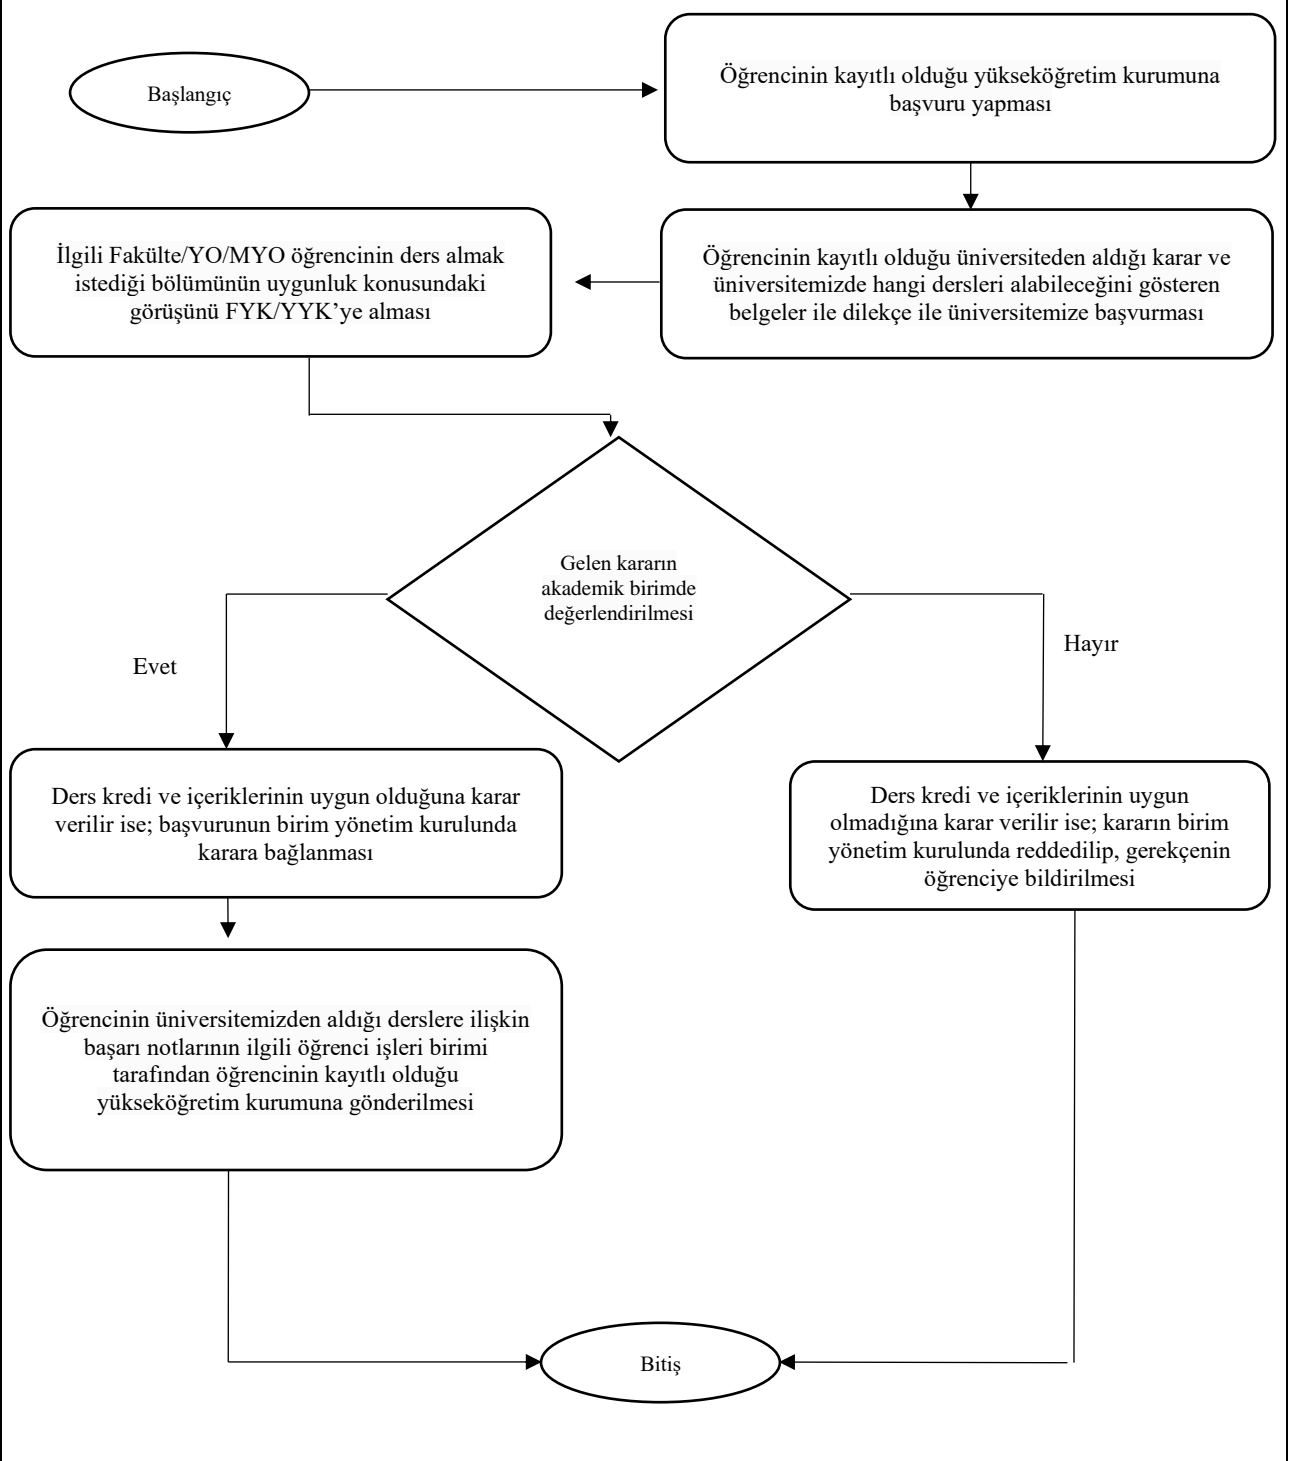 Başlangıç
Öğrencinin kayıtlı olduğu yükseköğretim kurumuna
başvuru yapması
Öğrencinin kayıtlı olduğu üniversiteden aldığı karar ve
üniversitemizde hangi dersleri alabileceğini gösteren
belgeler ile dilekçe ile üniversitemize başvurması
İlgili Fakülte/YO/MYO öğrencinin ders almak
istediği bölümünün uygunluk konusundaki
görüşünü FYK/YYK’ye alması
Gelen kararın
akademik birimde
değerlendirilmesi
Evet
Hayır
Ders kredi ve içeriklerinin uygun olduğuna karar
verilir ise; başvurunun birim yönetim kurulunda
karara bağlanması
Ders kredi ve içeriklerinin uygun
olmadığına karar verilir ise; kararın birim
yönetim kurulunda reddedilip, gerekçenin
öğrenciye bildirilmesi
Öğrencinin üniversitemizden aldığı derslere ilişkin
başarı notlarının ilgili öğrenci işleri birimi
tarafından öğrencinin kayıtlı olduğu
yükseköğretim kurumuna gönderilmesi
Bitiş